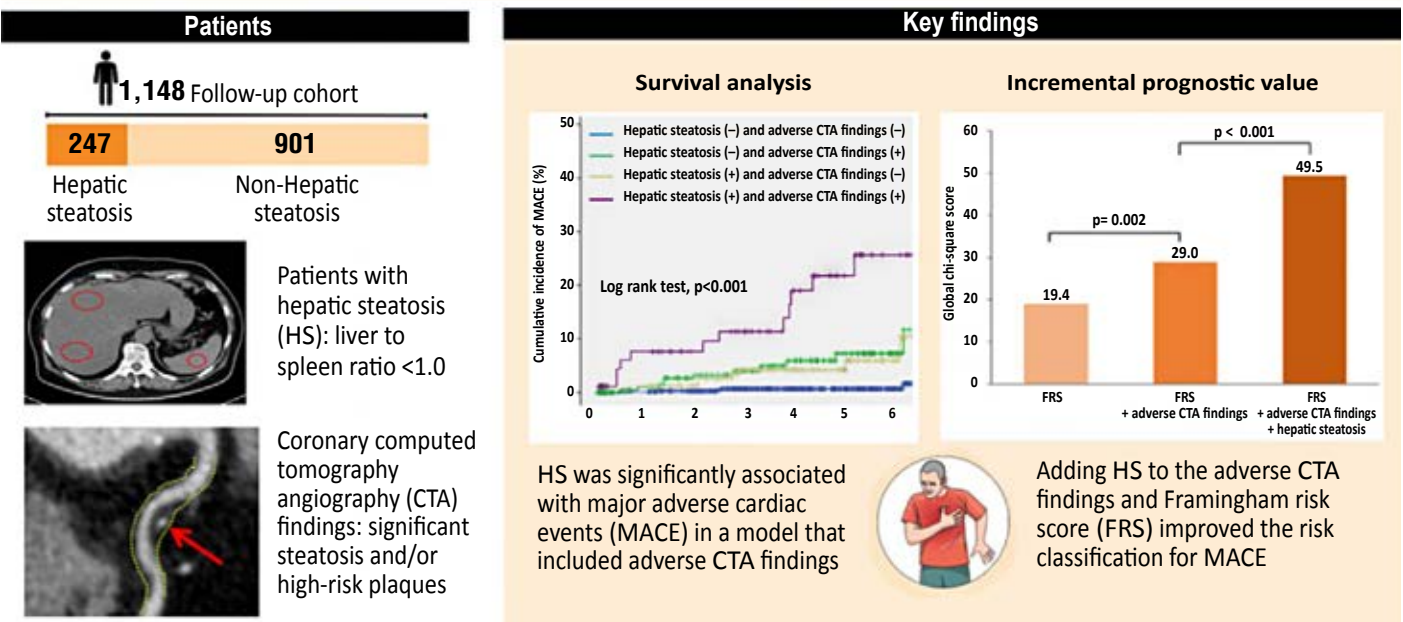 Patients
1,148 Follow-up cohort
247
901
Hepatic
steatosis
Non-Hepatic
steatosis
Patients with
hepatic steatosis
(HS): liver to
spleen ratio <1.0
Coronary computed
tomography
angiography (CTA)
findings: significant
steatosis and/or
high-risk plaques
Key findings
Survival analysis
Cumulative incidence of MACE (%)
50
40
30
20
10
0
Hepatic steatosis (–) and adverse CTA findings (–)
Hepatic steatosis (–) and adverse CTA findings (+)
Hepatic steatosis (+) and adverse CTA findings (–)
Hepatic steatosis (+) and adverse CTA findings (+)
Log rank test, p<0.001
0 1 2 3 4 5 6
HS was significantly associated
with major adverse cardiac
events (MACE) in a model that
included adverse CTA findings
Incremental prognostic value
Global chi-square score
60
50
40
30
20
10
0
p= 0.002
p < 0.001
19.4
29.0
49.5
FRS
FRS
+ adverse CTA findings
FRS
+ adverse CTA findings
+ hepatic steatosis
Adding HS to the adverse CTA
findings and Framingham risk
score (FRS) improved the risk
classification for MACE